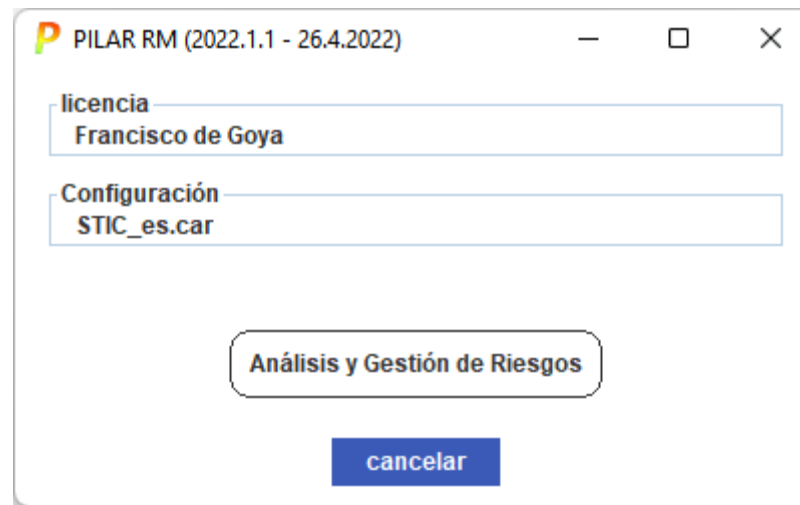 PILAR RM (2022.1.1 - 26.4.2022)
licencia
Francisco de Goya
Configuración
STIC_es.car
Análisis y Gestión de Riesgos
cancelar